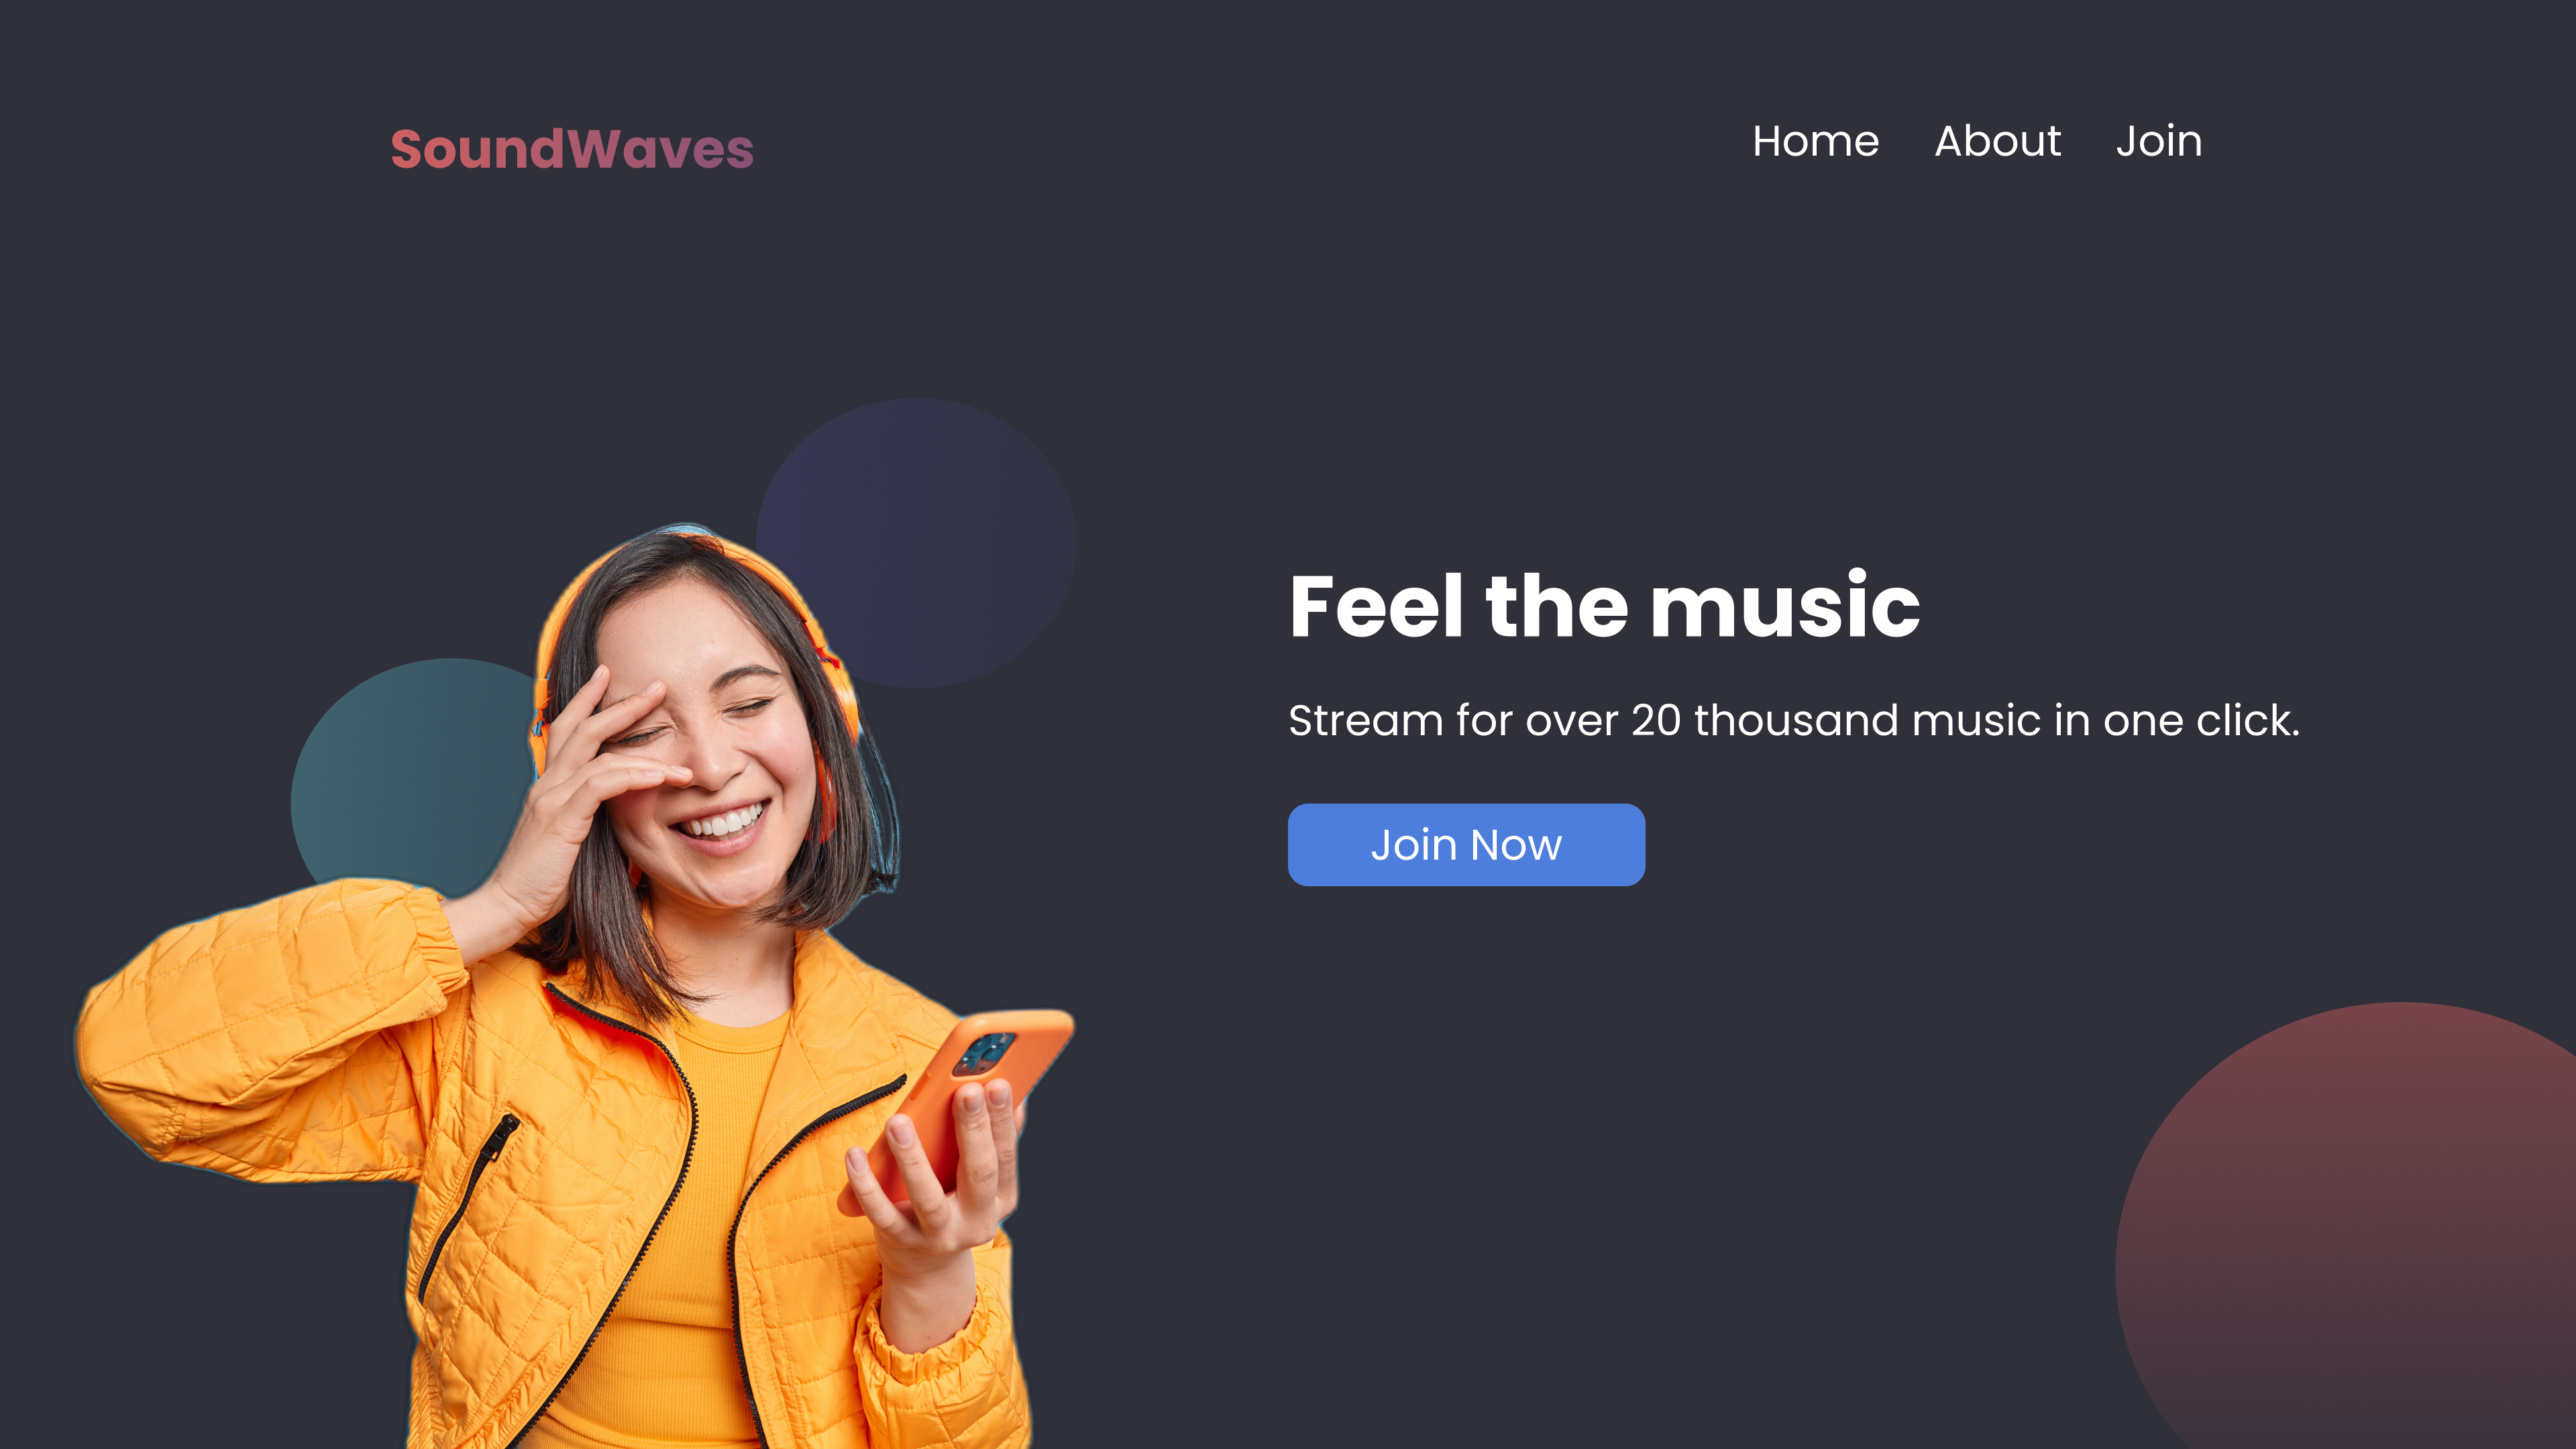 SoundWaves
Home About Join
Feel the music
Stream for over 20 thousand music in one click.
Join Now